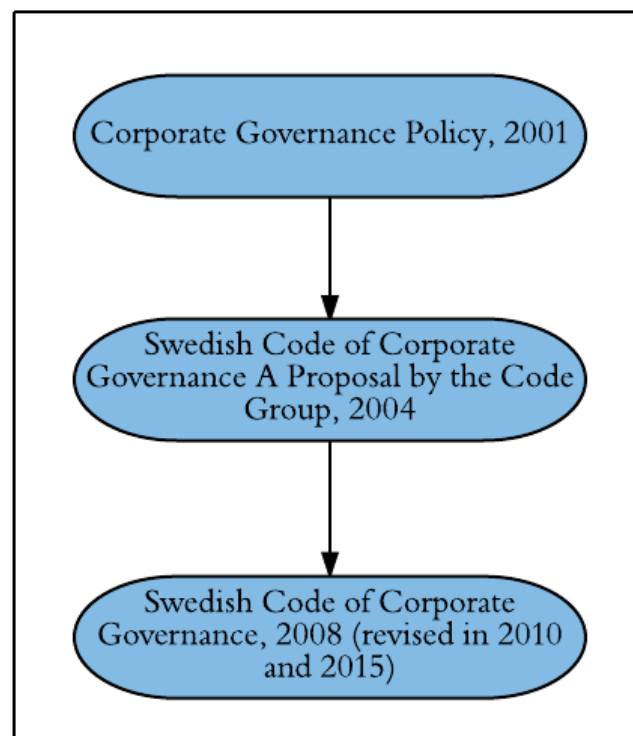 Corporate Governance Policy, 2001
Swedish Code of Corporate
Governance A Proposal by the Code
Group, 2004
Swedish Code of Corporate
Governance, 2008 (revised in 2010
and 2015)